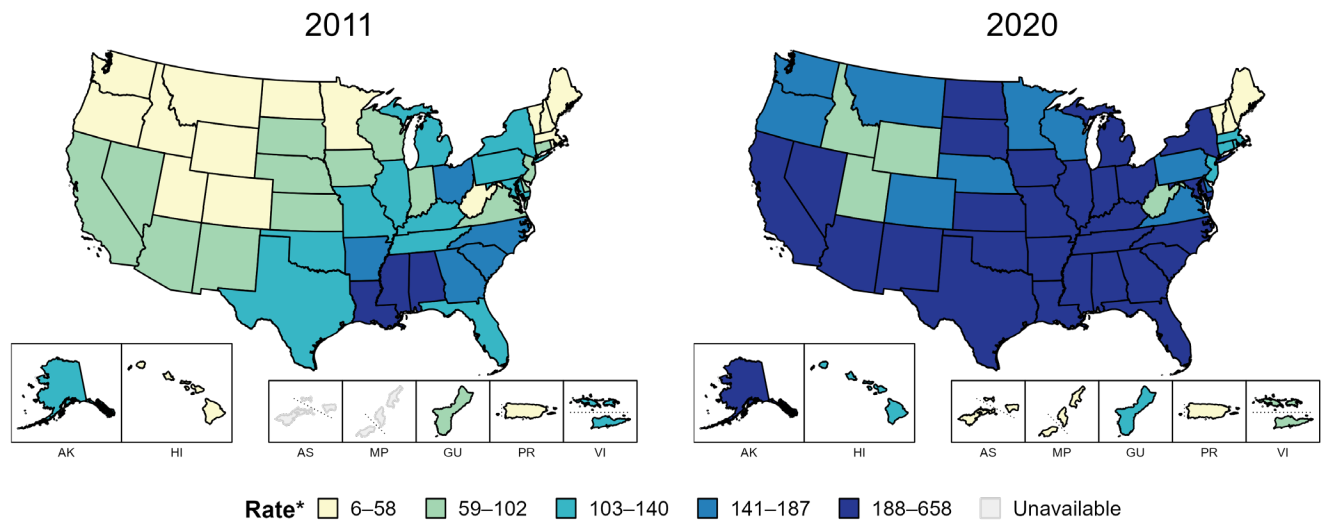 2011 2020
AK HI AS MP GU PR VI AK HI AS MP GU PR VI
Rate* 6–58 59–102 103–140 141–187 188–658 Unavailable